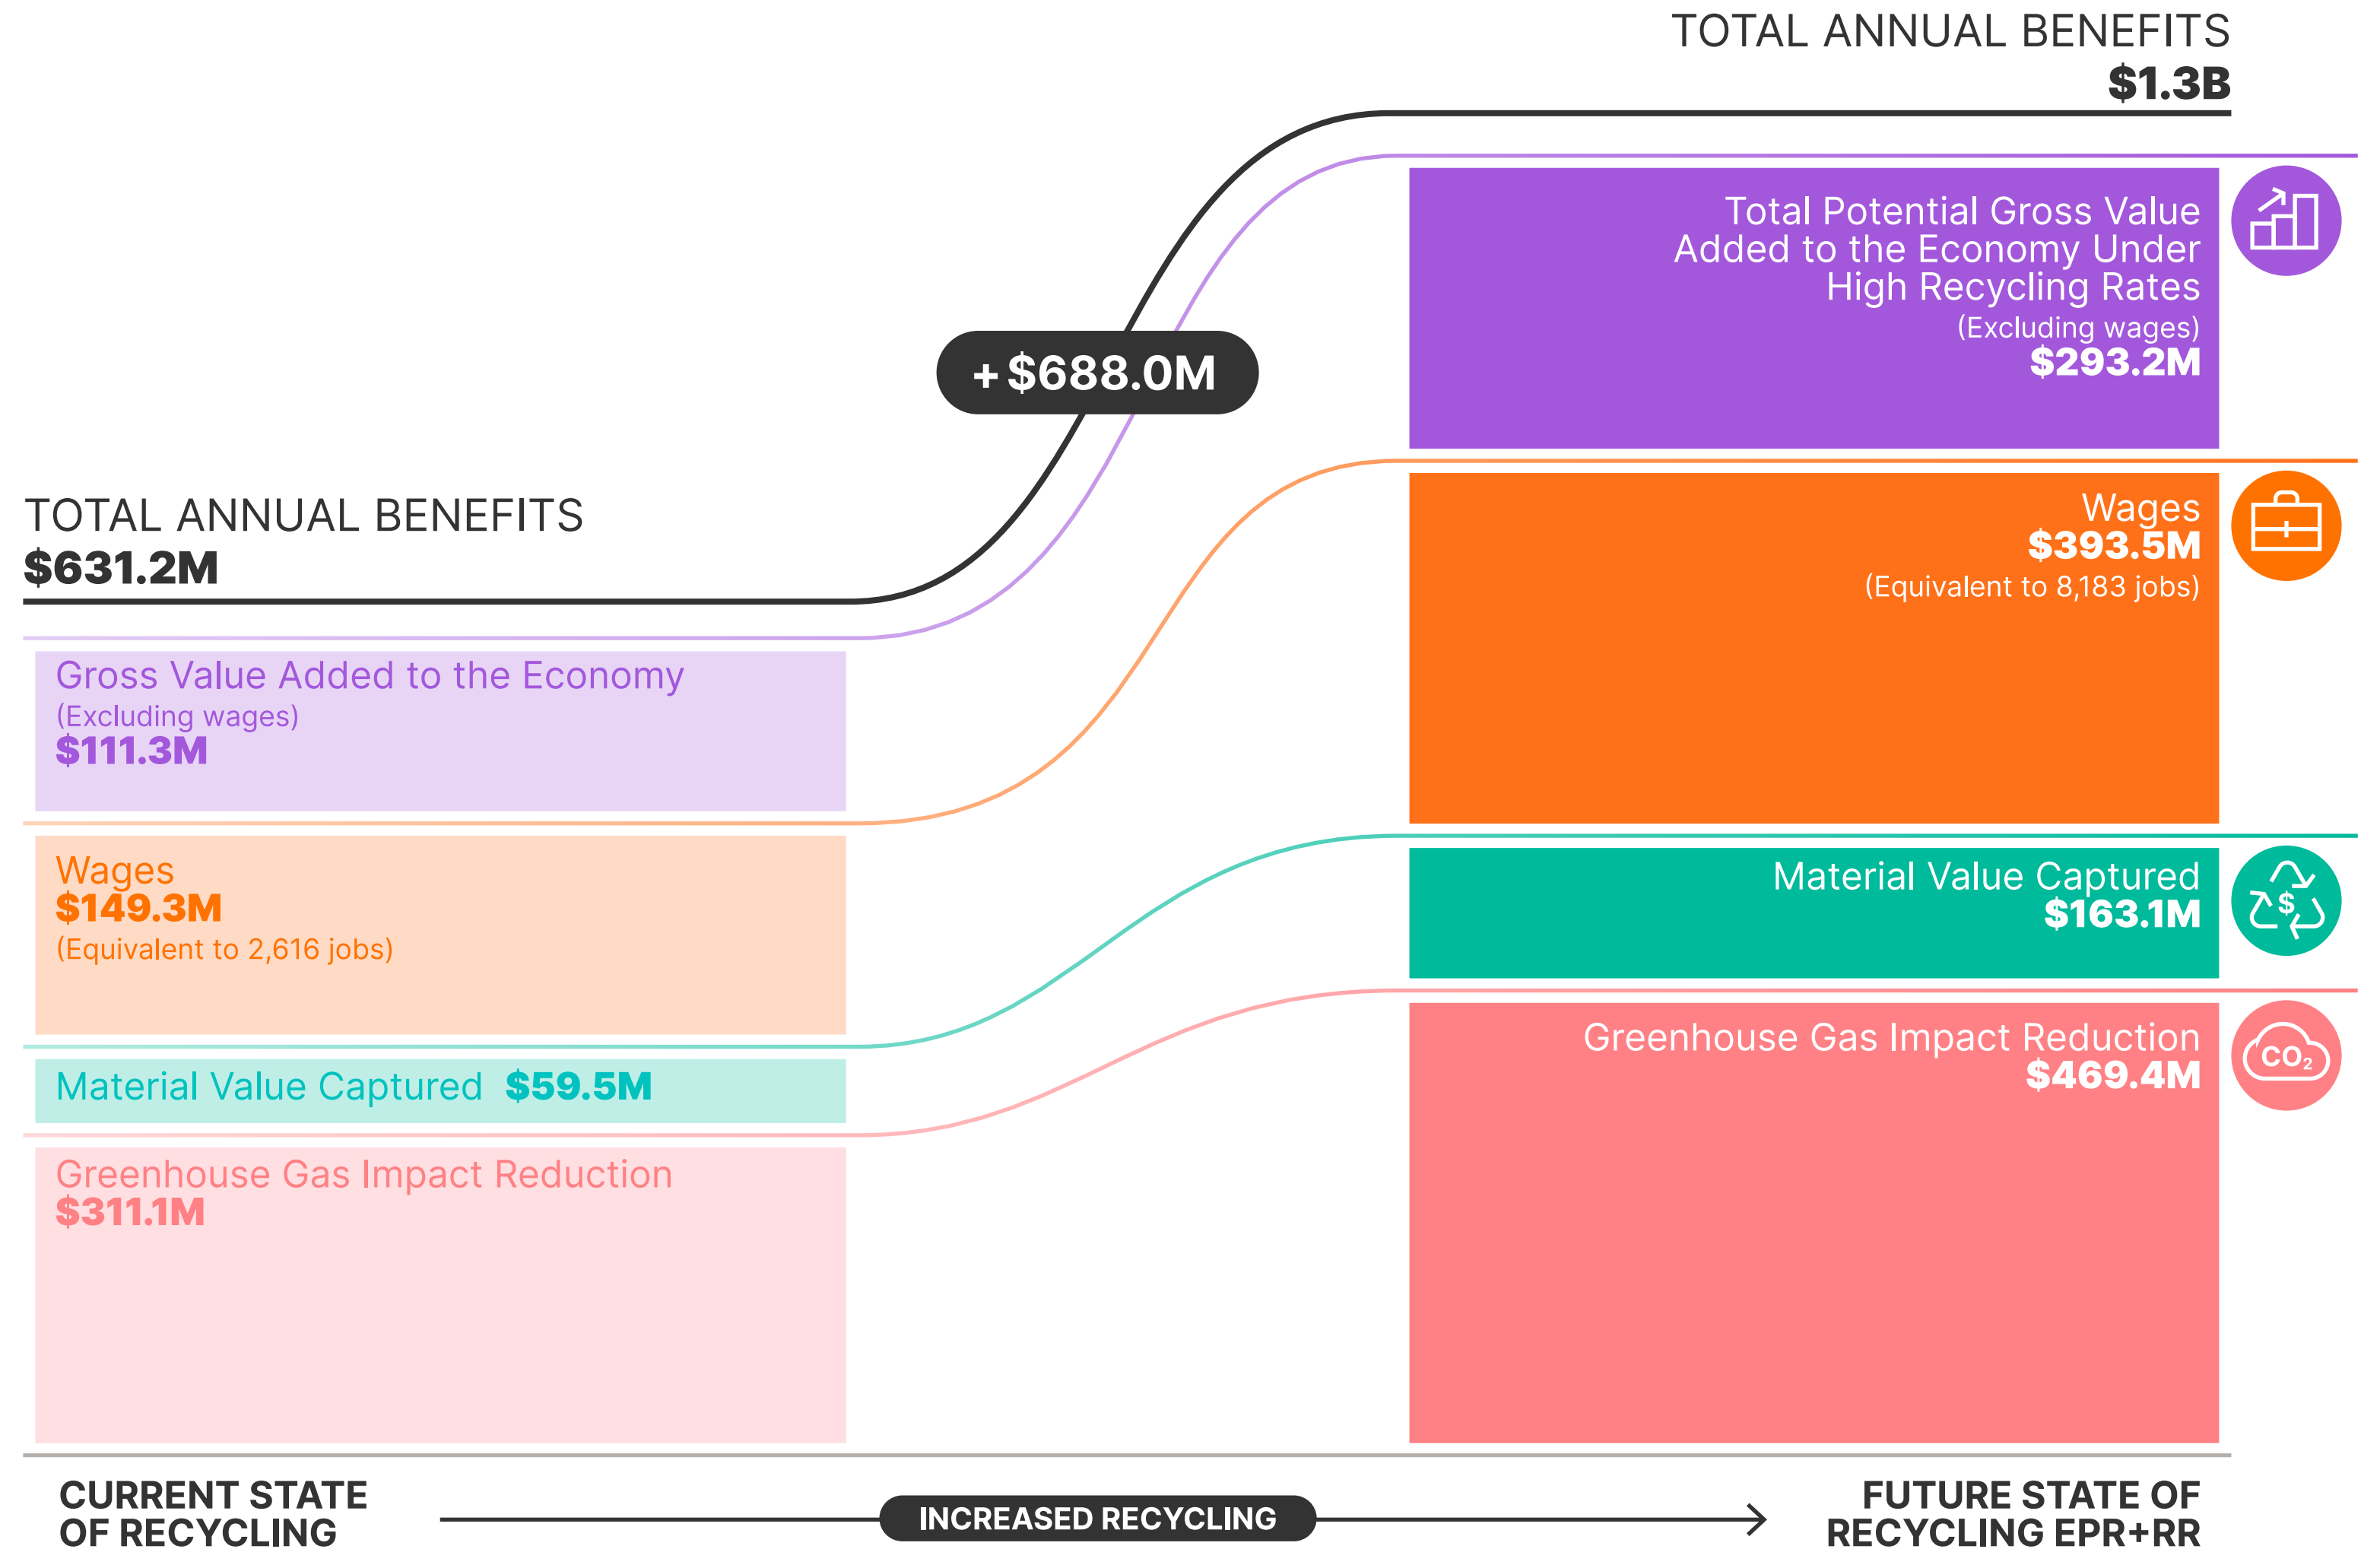 TOTAL ANNUAL BENEFITS
$1.3B
Total Potential Gross Value
Added to the Economy Under
High Recycling Rates
(Excluding wages)
$293.2M
+$688.0M
Wages
$393.5M
(Equivalent to 8,183 jobs)
TOTAL ANNUAL BENEFITS
$631.2M
Gross Value Added to the Economy
(Excluding wages)
$111.3M
Wages
$149.3M
(Equivalent to 2,616 jobs)
Material Value Captured
$163.1M
$
Material Value Captured $59.5M
Greenhouse Gas Impact Reduction
$469.4M
CO2
Greenhouse Gas Impact Reduction
$311.1M
CURRENT STATE
OF RECYCLING
INCREASED RECYCLING
FUTURE STATE OF
RECYCLING EPR+RR